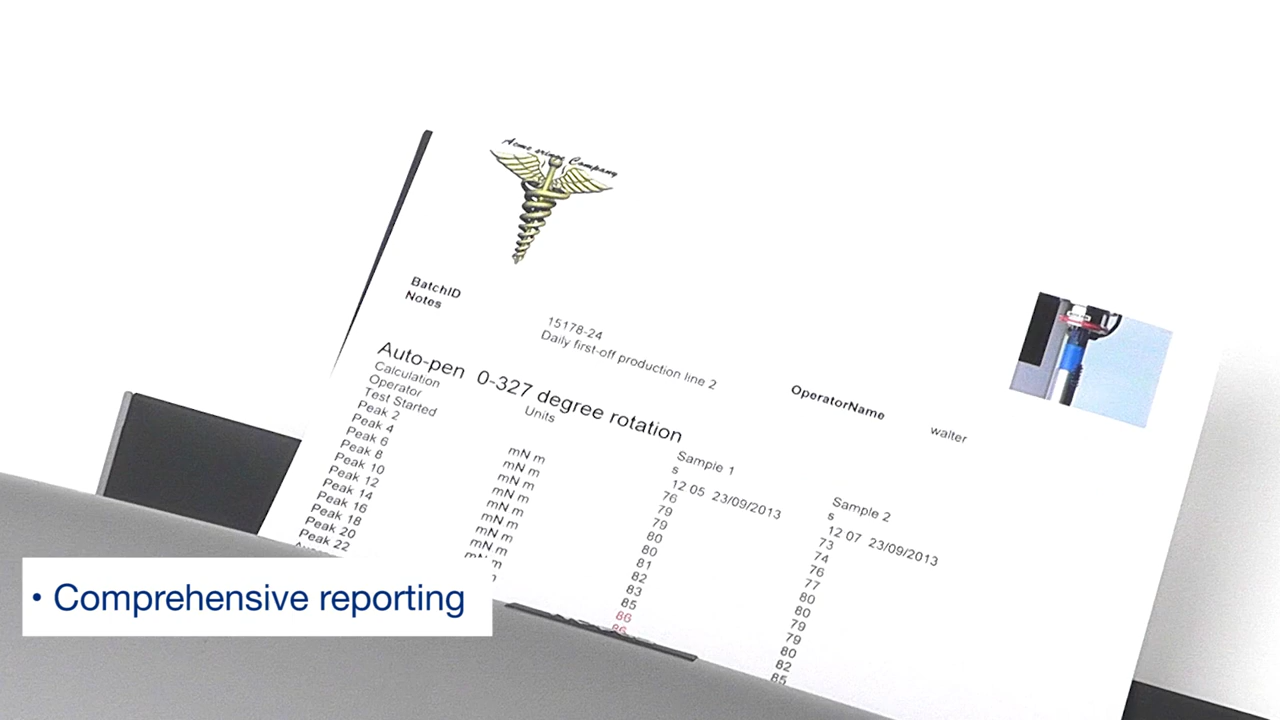 Acme Company
BatchID 15178-24
Notes Daily first-off production line 2
OperatorName walter
Auto-pen 0-327 degree rotation
Calculation Units Sample 1 Sample 2
Operator s s
Test Started 12 05 23/09/2013 12 07 23/09/2013
Peak 2 mN m 76 73
Peak 4 mN m 79 74
Peak 6 mN m 79 76
Peak 8 mN m 80 77
Peak 10 mN m 80 80
Peak 12 mN m 81 80
Peak 14 mN m 82 79
Peak 16 mN m 83 79
Peak 18 mN m 85 80
Peak 20 86 82
Peak 22 86 85
• Comprehensive reporting